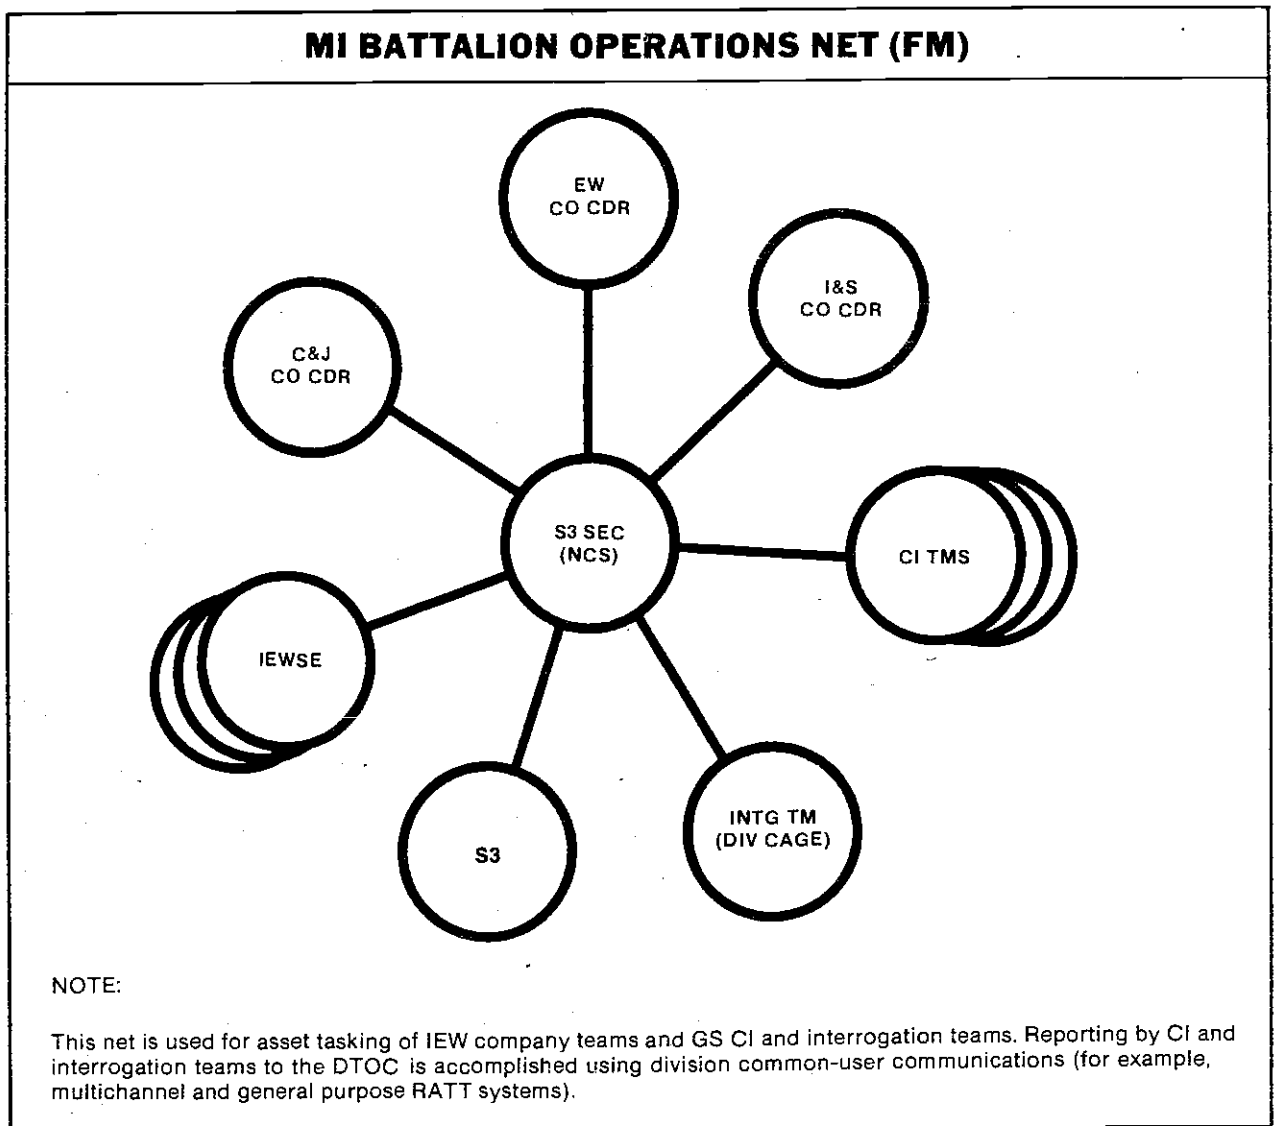 MI BATTALION OPERATIONS NET (FM)
EW
CO CDR
I&S
CO CDR
C&J
CO CDR
S3 SEC
(NCS)
CI TMS
IEWSE
INTG TM
(DIV CAGE)
S3
NOTE:
This net is used for asset tasking of IEW company teams and GS CI and interrogation teams. Reporting by CI and
interrogation teams to the DTOC is accomplished using division common-user communications (for example,
multichannel and general purpose RATT systems).